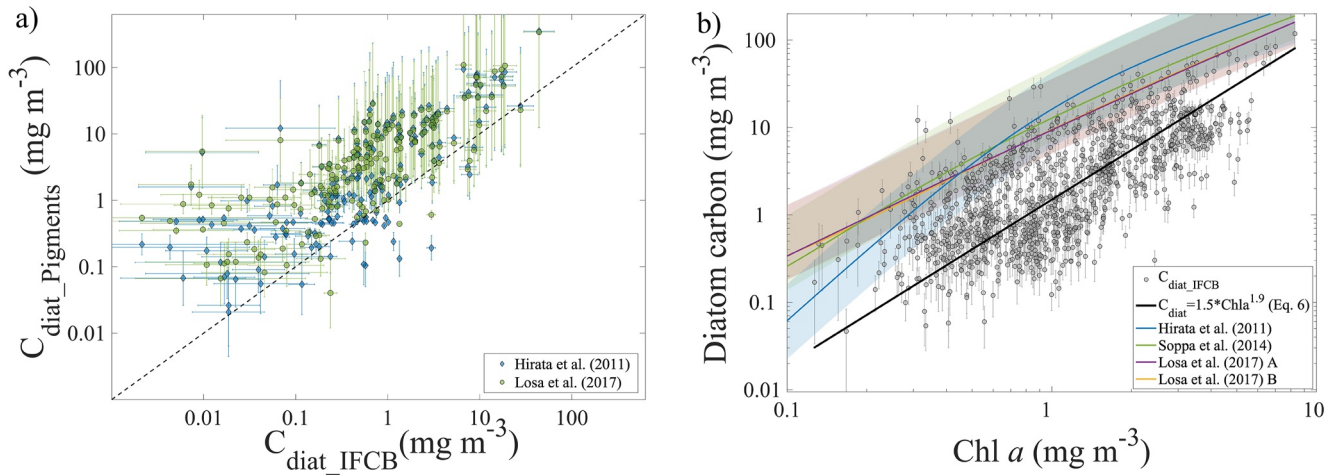 a)
C_diat_Pigments (mg m^-3)
100
10
1
0.1
0.01
Hirata et al. (2011)
Losa et al. (2017)
0.01 0.1 1 10 100
C_diat_IFCB (mg m^-3)
b)
Diatom carbon (mg m^-3)
100
10
1
0.1
0.01
C_diat_IFCB
C_diat=1.5*Chla^1.9 (Eq. 6)
Hirata et al. (2011)
Soppa et al. (2014)
Losa et al. (2017) A
Losa et al. (2017) B
0.1 1 10
Chl a (mg m^-3)